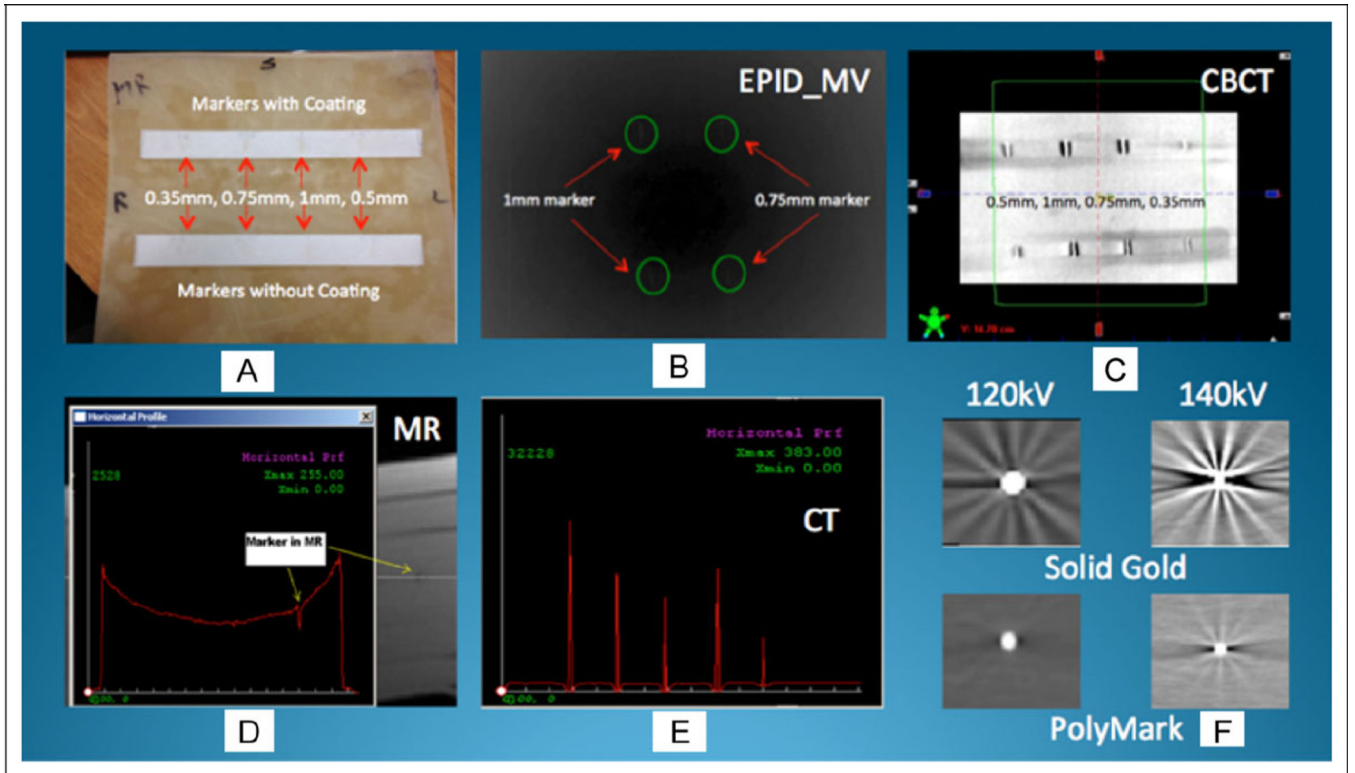 MR
S
Markers with Coating
R
0.35mm, 0.75mm, 1mm, 0.5mm
L
Markers without Coating
A
EPID_MV
1mm marker
0.75mm marker
B
CBCT
0.5mm, 1mm, 0.75mm, 0.35mm
C
Horizontal Profile
MR
Horizontal Prf
2528
Xmax 255.00
Xmin 0.00
Marker in MR
D
Horizontal Prf
32228
Xmax 383.00
Xmin 0.00
CT
E
120kV
140kV
Solid Gold
PolyMark
F